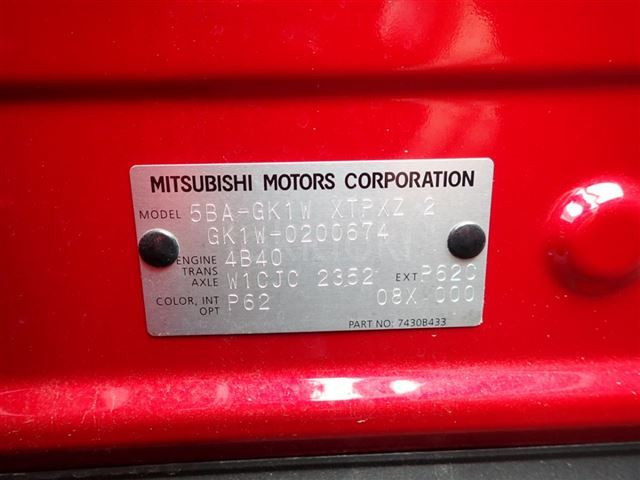 MITSUBISHI MOTORS CORPORATION
MODEL 5BA-GK1W XTPXZ 2
GK1W-0200674
ENGINE 4B40
TRANS AXLE W1CJC 2352 EXT P62C
COLOR, INT OPT P62 08X 000
PART NO: 7430B433